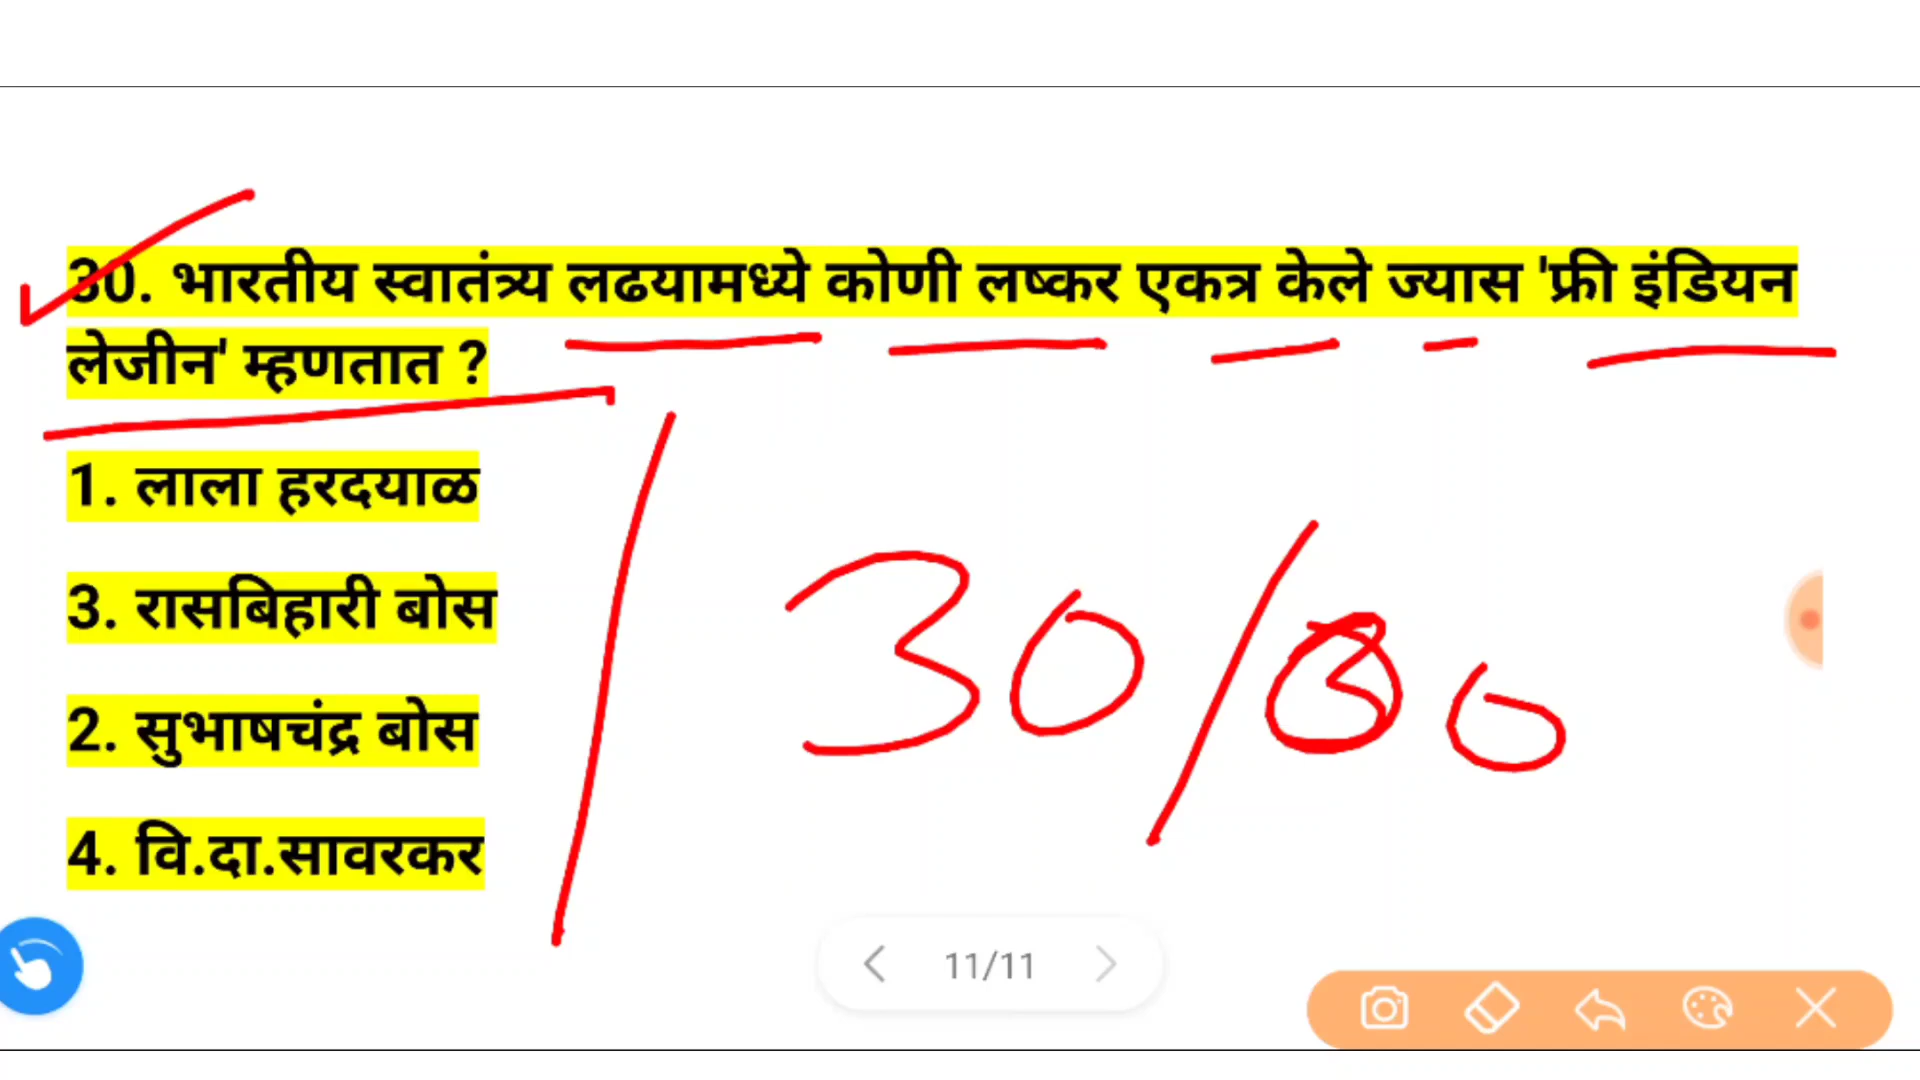 30. भारतीय स्वातंत्र्य लढयामध्ये कोणी लष्कर एकत्र केले ज्यास 'फ्री इंडियन
लेजीन' म्हणतात ?
1. लाला हरदयाळ
3. रासबिहारी बोस
2. सुभाषचंद्र बोस
4. वि.दा.सावरकर
30/30
11/11